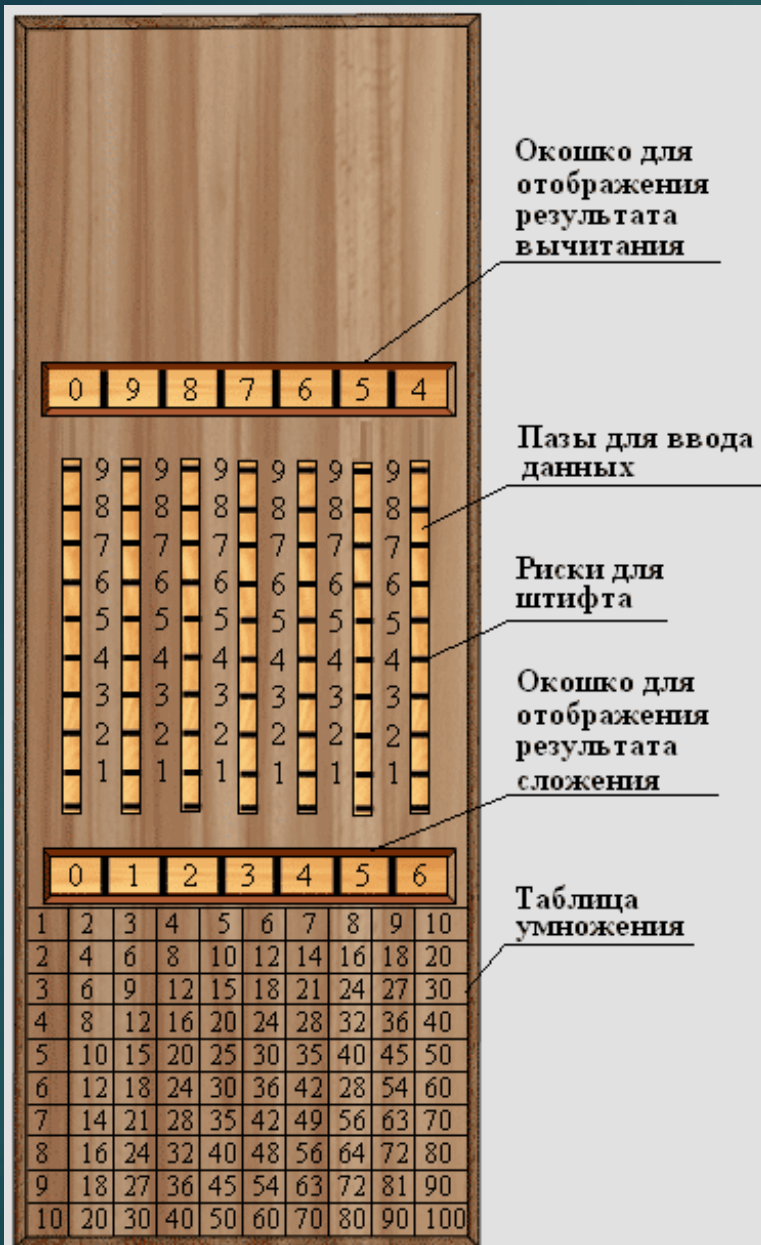 Окошко для
отображения
результата
вычитания
0 9 8 7 6 5 4
Пазы для ввода
данных
9 9 9 9 9 9
8 8 8 8 8 8
7 7 7 7 7 7
6 6 6 6 6 6
5 5 5 5 5 5
4 4 4 4 4 4
3 3 3 3 3 3
2 2 2 2 2 2
1 1 1 1 1 1
Риски для
штифта
Окошко для
отображения
результата
сложения
0 1 2 3 4 5 6
Таблица
умножения
1 2 3 4 5 6 7 8 9 10
2 4 6 8 10 12 14 16 18 20
3 6 9 12 15 18 21 24 27 30
4 8 12 16 20 24 28 32 36 40
5 10 15 20 25 30 35 40 45 50
6 12 18 24 30 36 42 28 54 60
7 14 21 28 35 42 49 56 63 70
8 16 24 32 40 48 56 64 72 80
9 18 27 36 45 54 63 72 81 90
10 20 30 40 50 60 70 80 90 100